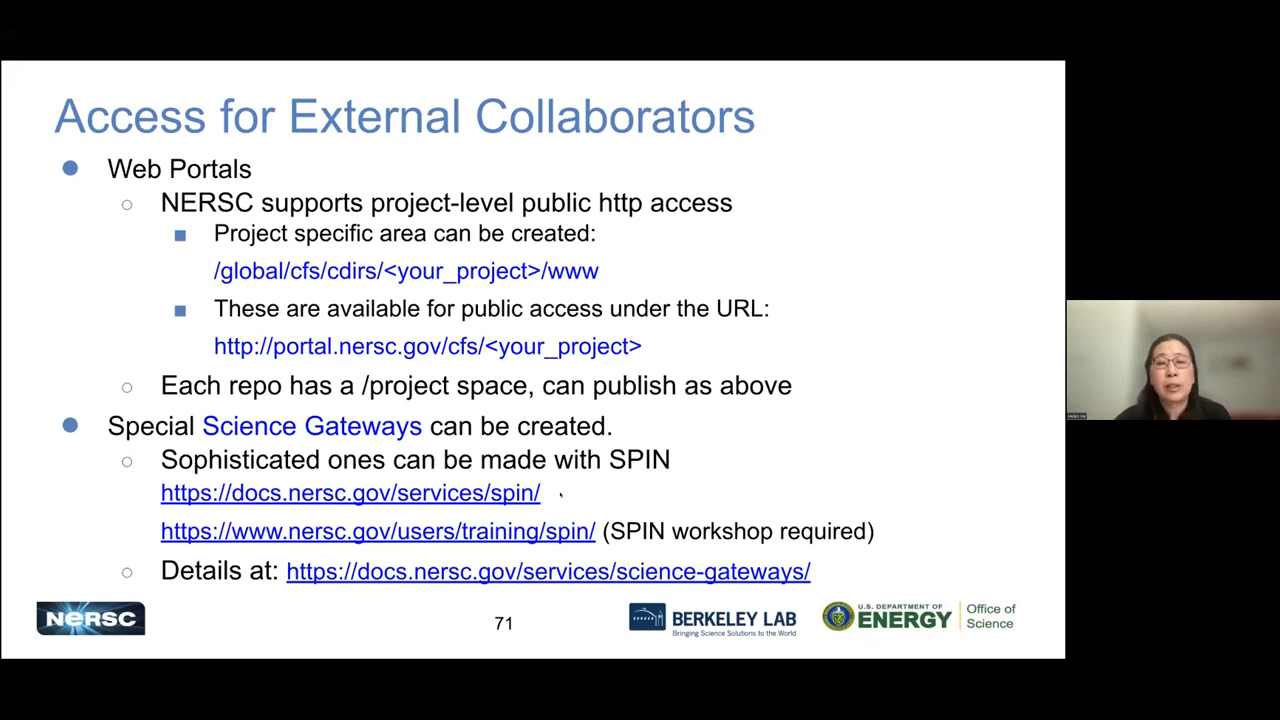 Access for External Collaborators
Web Portals
NERSC supports project-level public http access
Project specific area can be created:
/global/cfs/cdirs/<your_project>/www
These are available for public access under the URL:
http://portal.nersc.gov/cfs/<your_project>
Each repo has a /project space, can publish as above
Special Science Gateways can be created.
Sophisticated ones can be made with SPIN
https://docs.nersc.gov/services/spin/
https://www.nersc.gov/users/training/spin/ (SPIN workshop required)
Details at: https://docs.nersc.gov/services/science-gateways/
NERSC
71
BERKELEY LAB
Bringing Science Solutions to the World
U.S. DEPARTMENT OF
ENERGY
Office of
Science